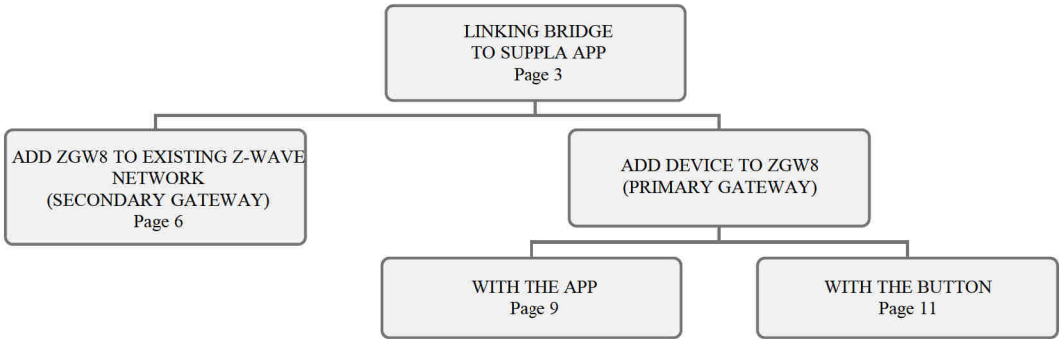 LINKING BRIDGE
TO SUPPLA APP
Page 3
ADD ZGW8 TO EXISTING Z-WAVE
NETWORK
(SECONDARY GATEWAY)
Page 6
ADD DEVICE TO ZGW8
(PRIMARY GATEWAY)
WITH THE APP
Page 9
WITH THE BUTTON
Page 11